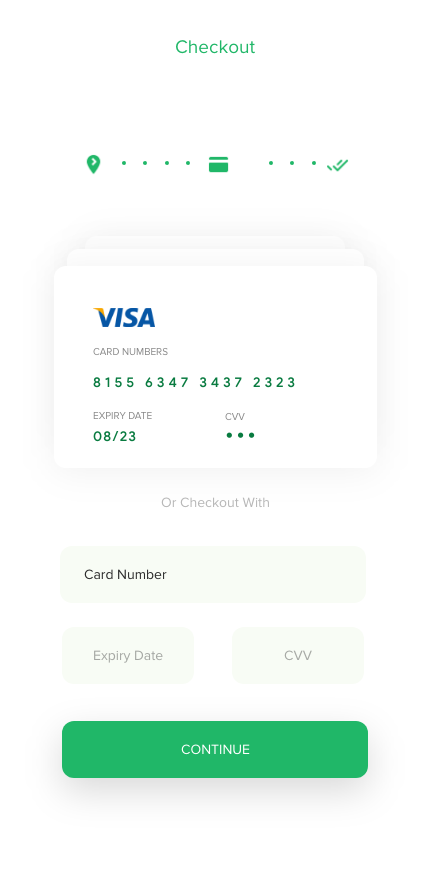 Checkout
VISA
CARD NUMBERS
8155 6347 3437 2323
EXPIRY DATE
CVV
08/23
•••
Or Checkout With
Card Number
Expiry Date
CVV
CONTINUE